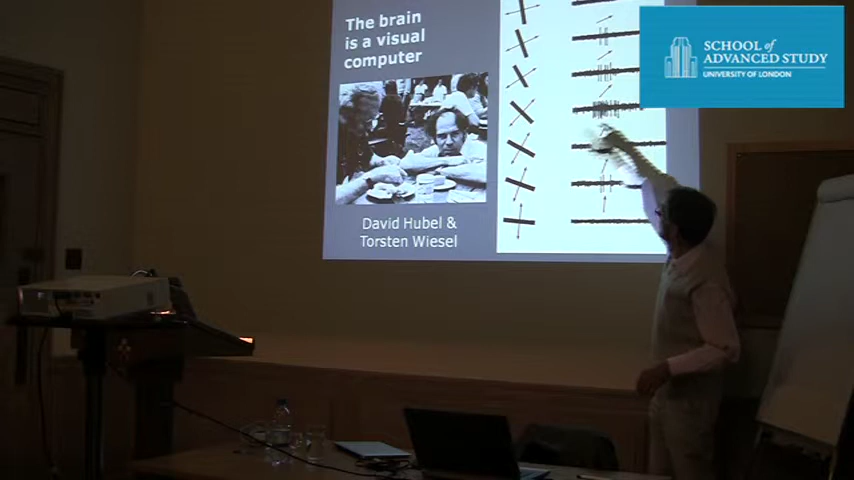 The brain
is a visual
computer
David Hubel &
Torsten Wiesel
SCHOOL of
ADVANCED STUDY
UNIVERSITY OF LONDON